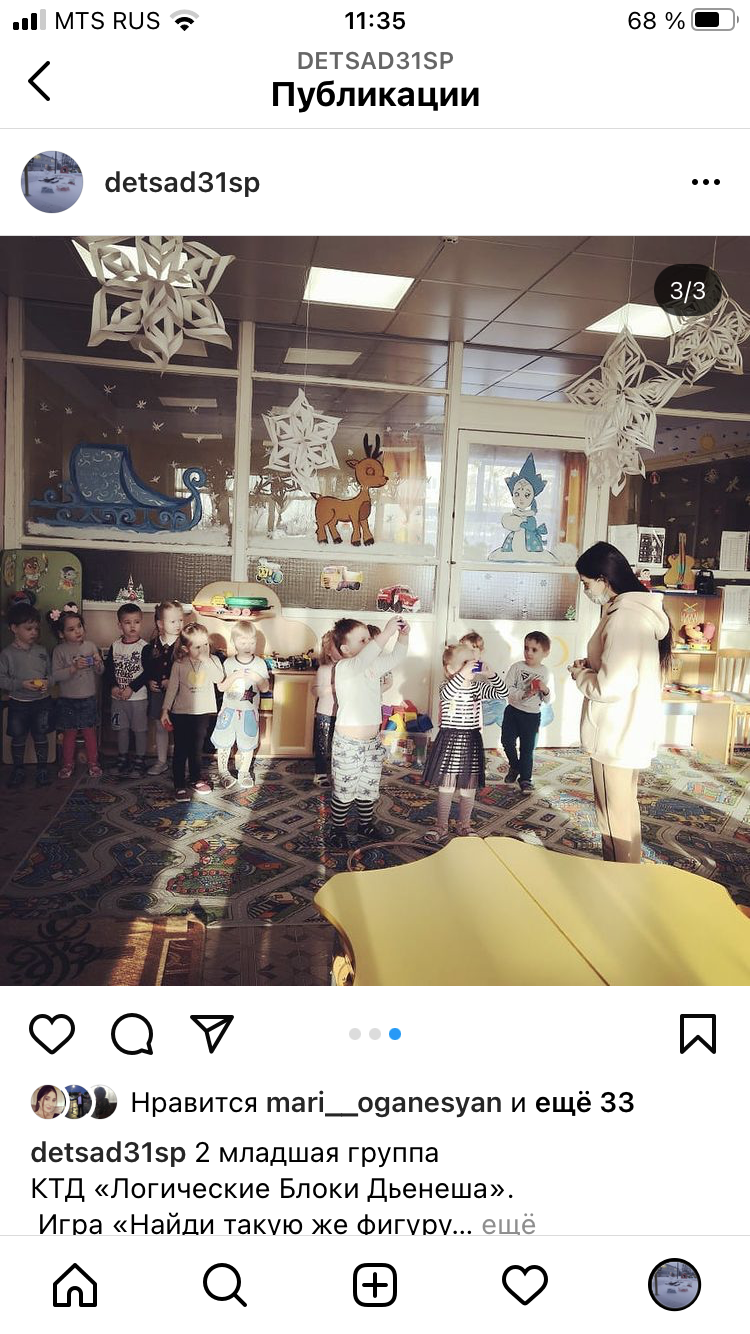 MTS RUS 11:35 68 %
DETSAD31SP
Публикации
detsad31sp
3/3
Нравится mari__oganesyan и ещё 33
detsad31sp 2 младшая группа
КТД «Логические Блоки Дьенеша».
Игра «Найди такую же фигуру... ещё